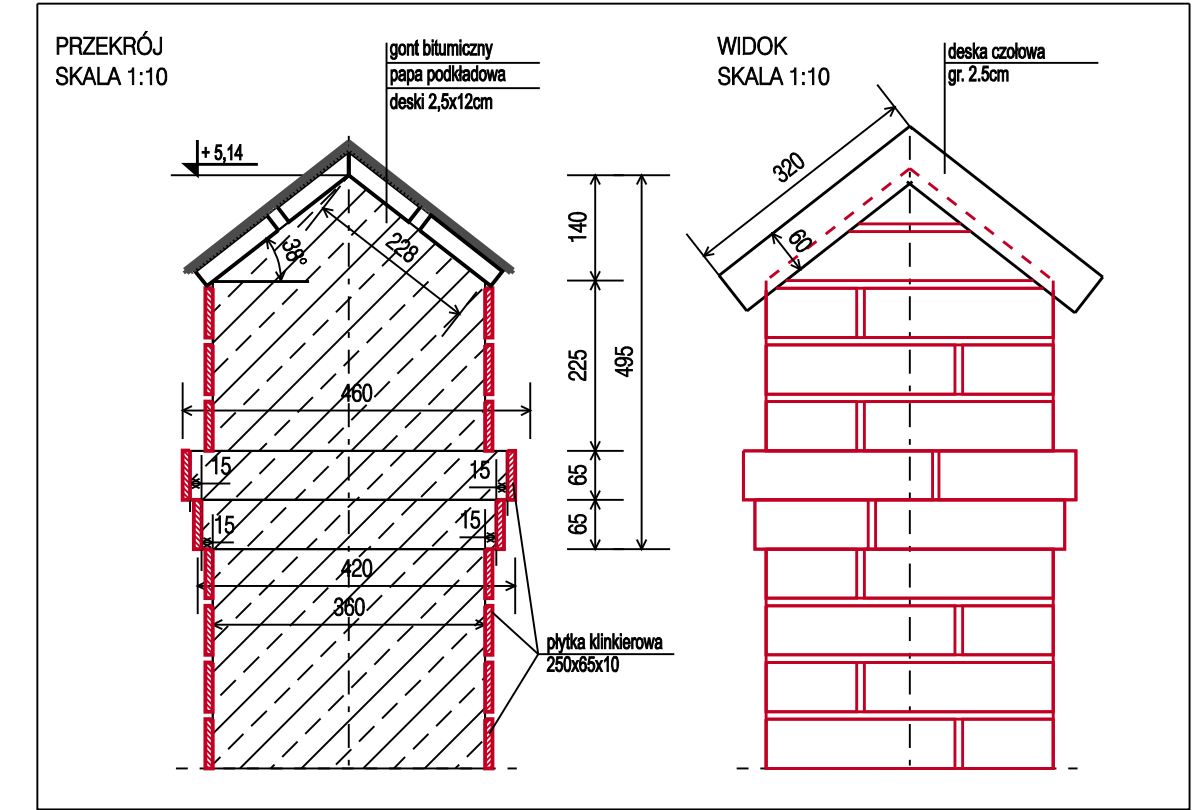 PRZEKRÓJ
SKALA 1:10
gont bitumiczny
papa podkładowa
deski 2,5x12cm
+ 5,14
38°
228
460
15
15
15
15
420
360
płytka klinkierowa
250x65x10
140
225
65
65
495
WIDOK
SKALA 1:10
deska czołowa
gr. 2.5cm
320
60